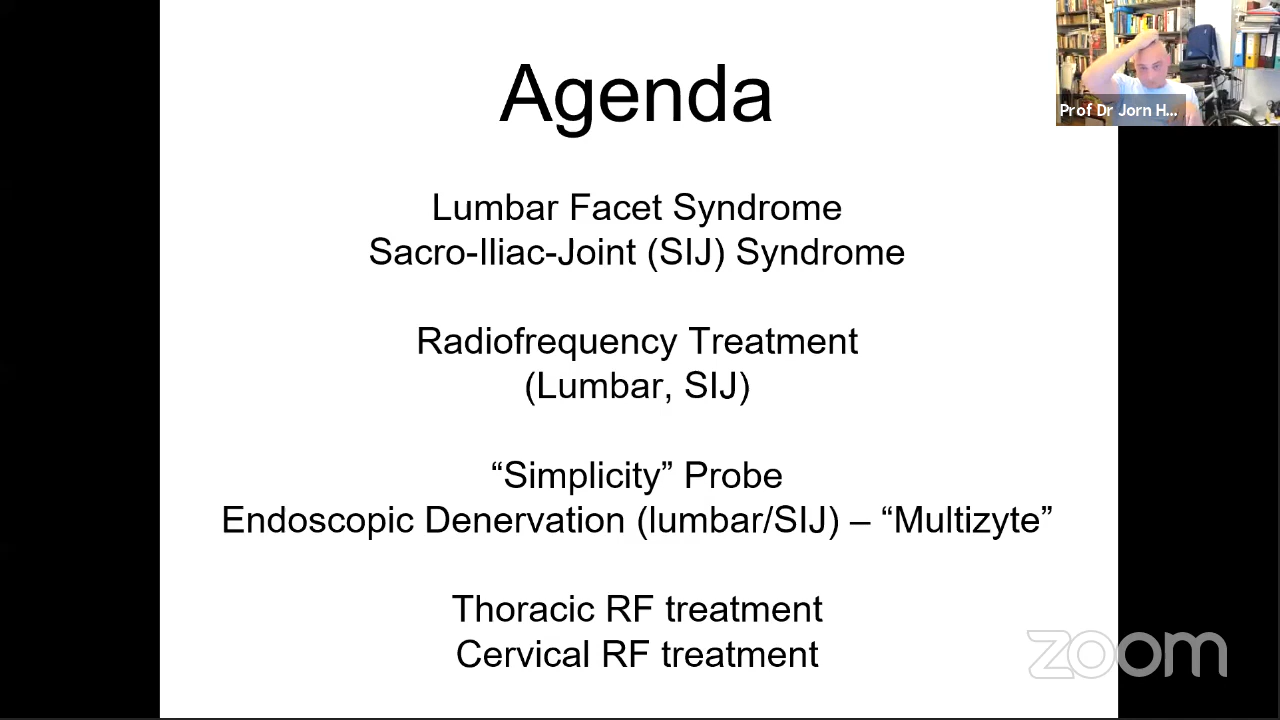 Agenda
Prof Dr Jorn H...
Lumbar Facet Syndrome
Sacro-Iliac-Joint (SIJ) Syndrome
Radiofrequency Treatment
(Lumbar, SIJ)
“Simplicity” Probe
Endoscopic Denervation (lumbar/SIJ) – “Multizyte”
Thoracic RF treatment
Cervical RF treatment
zoom